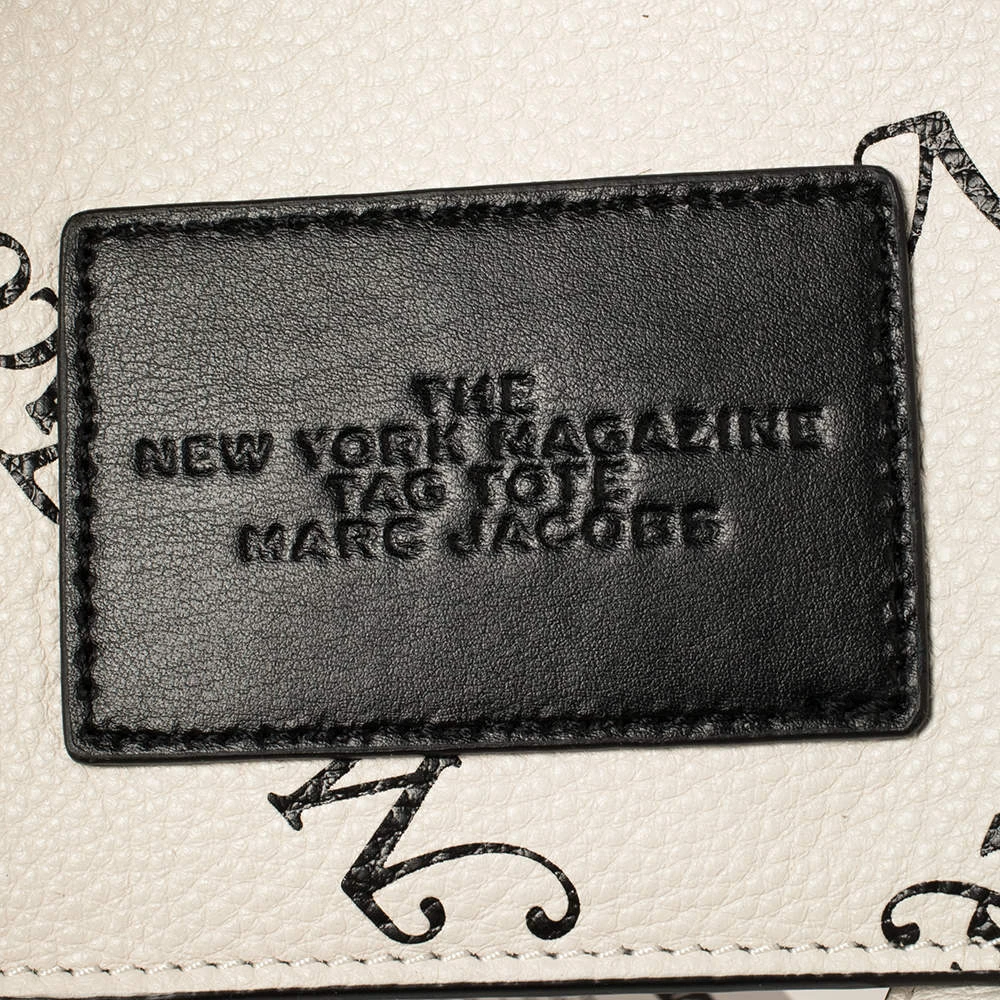 THE
NEW YORK MAGAZINE
TAG TOTE
MARC JACOBS